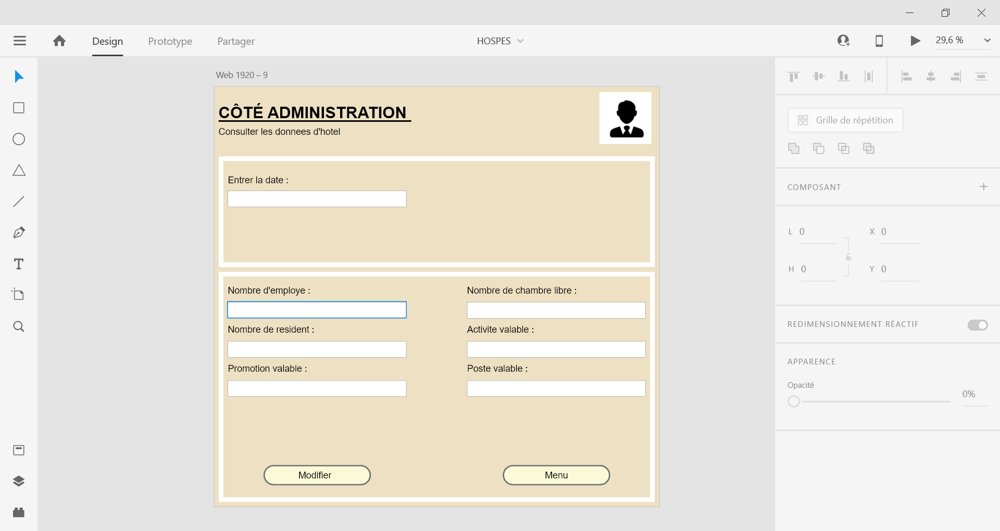 Design Prototype Partager HOSPES 29,6 %
Web 1920 – 9
CÔTÉ ADMINISTRATION
Consulter les donnees d'hotel
Entrer la date :
Nombre d'employe : Nombre de chambre libre :
Nombre de resident : Activite valable :
Promotion valable : Poste valable :
Modifier Menu
Grille de répétition
COMPOSANT
L 0 X 0
H 0 Y 0
REDIMENSIONNEMENT RÉACTIF
APPARENCE
Opacité
0%